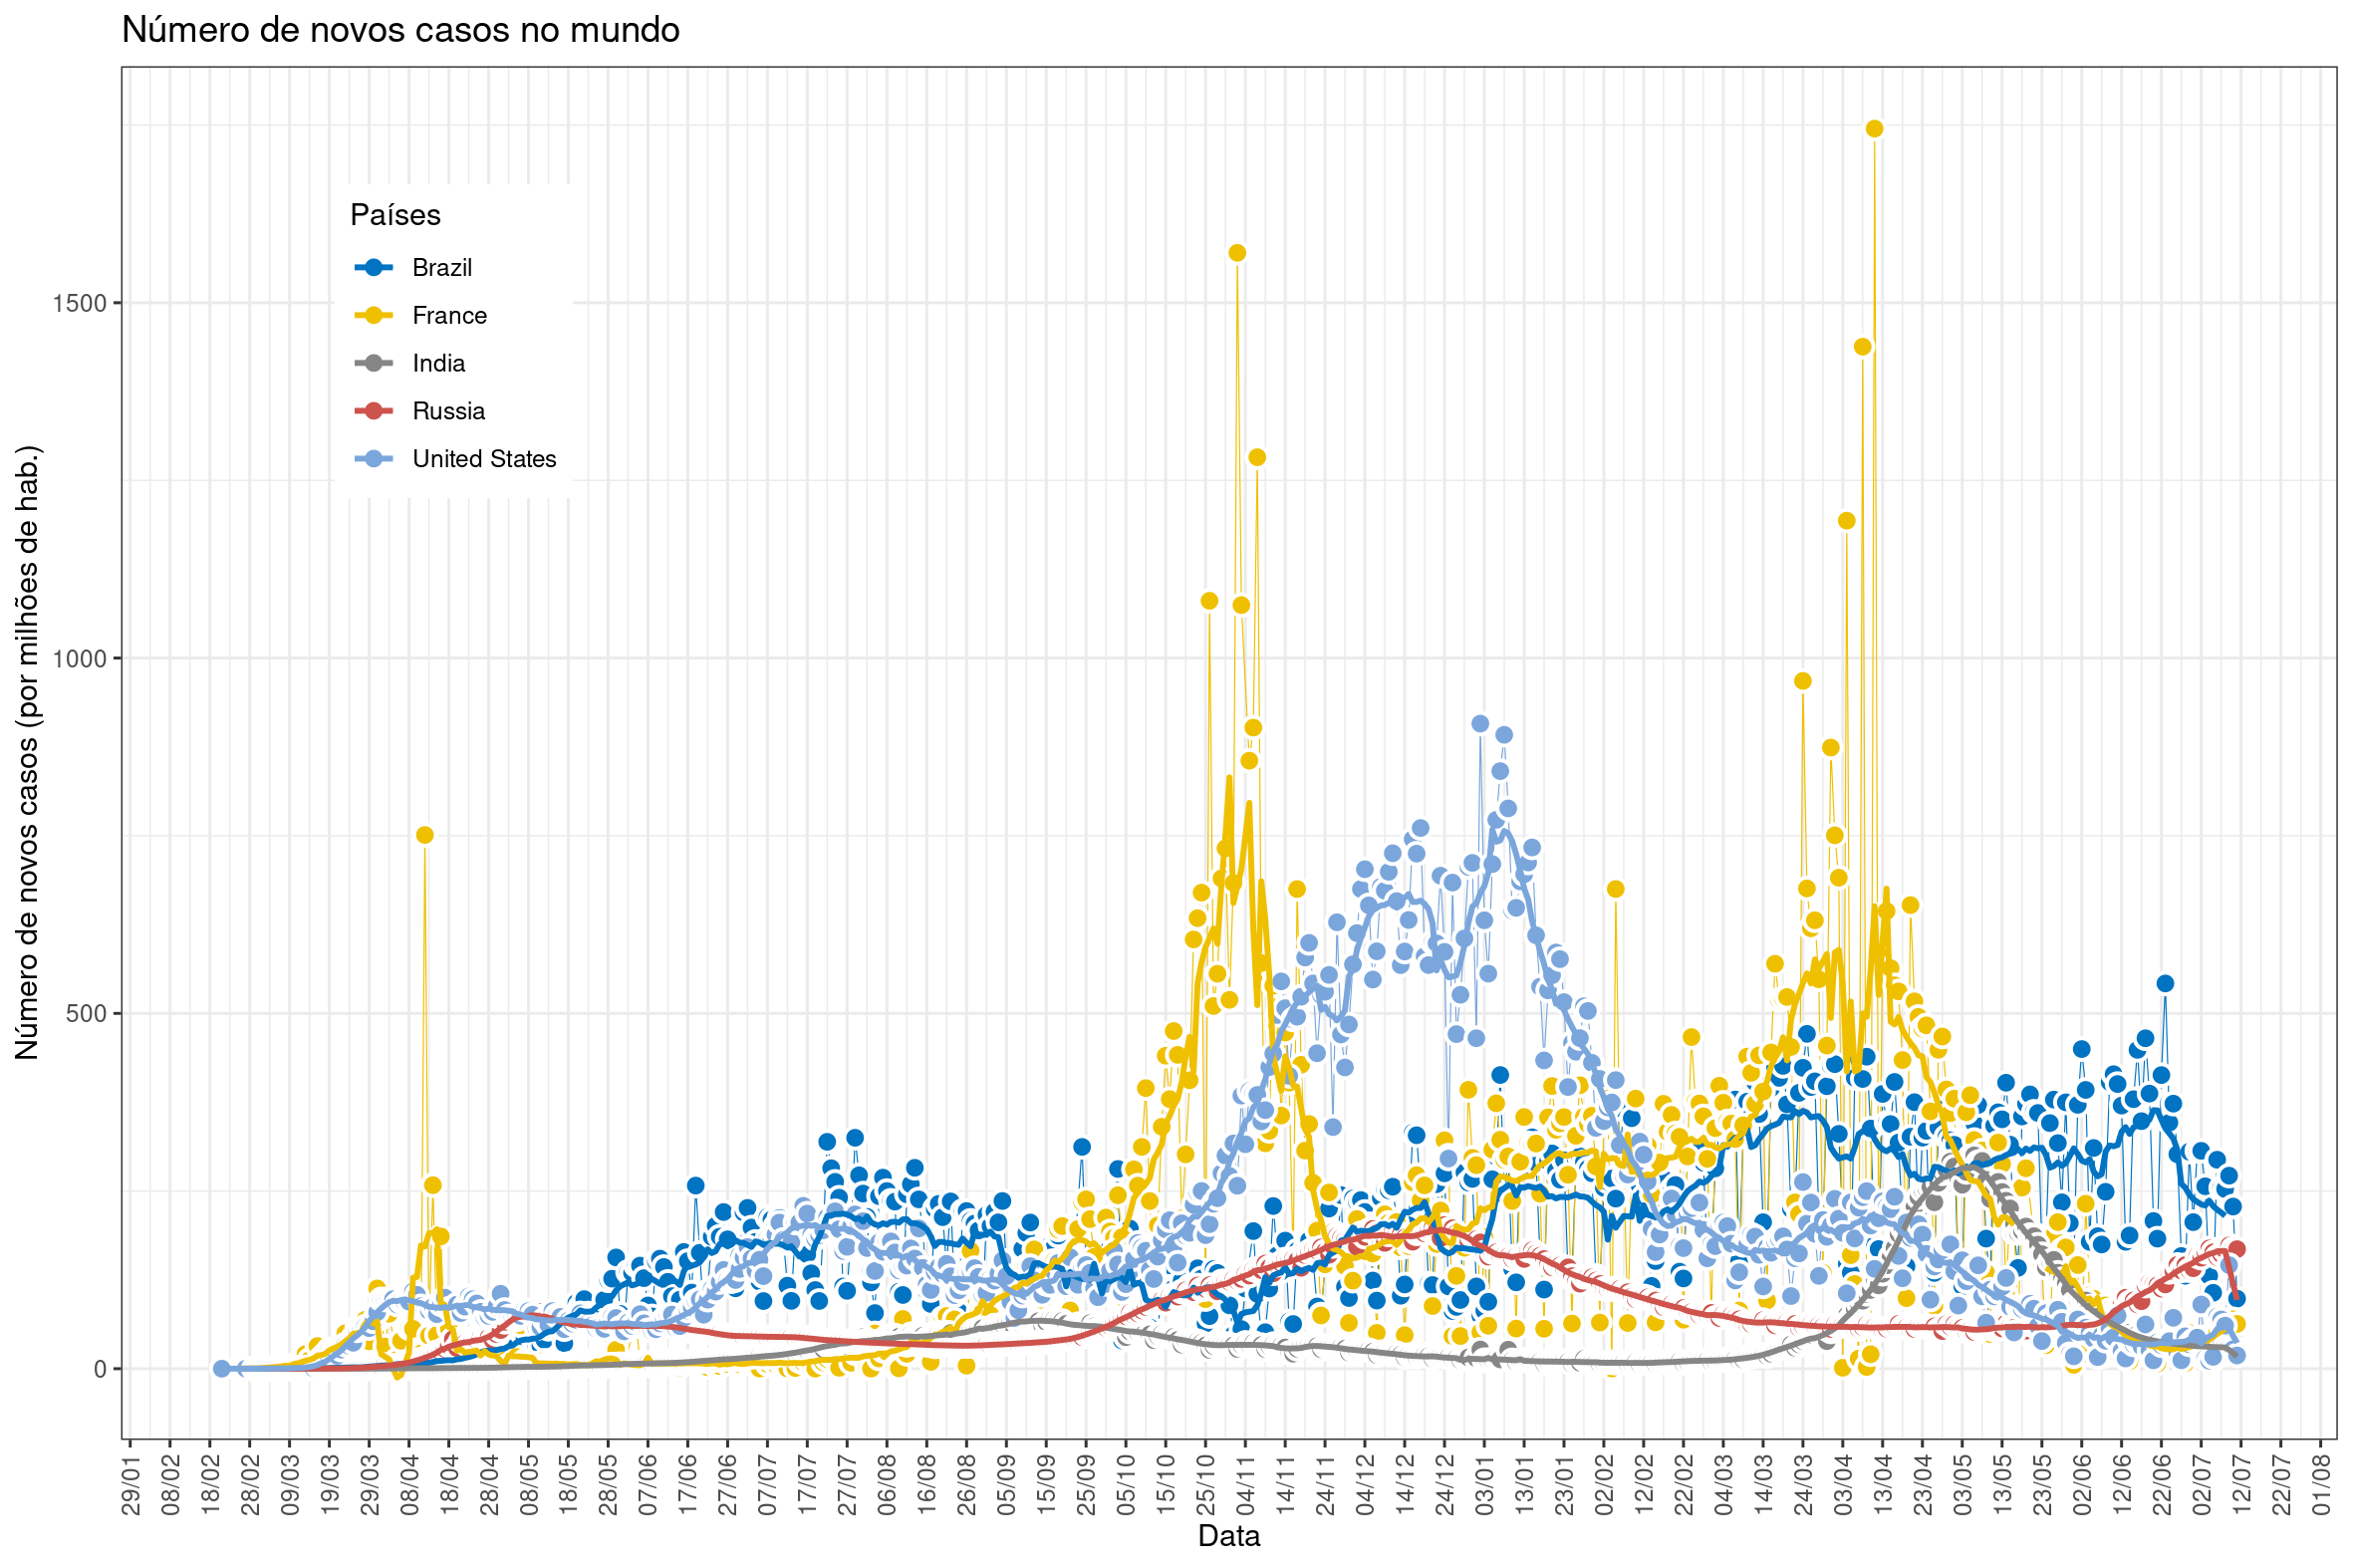 Número de novos casos no mundo
Número de novos casos (por milhões de hab.)
1500
1000
500
0
Países
Brazil
France
India
Russia
United States
29/01 08/02 18/02 28/02 09/03 19/03 29/03 08/04 18/04 28/04 08/05 18/05 28/05 07/06 17/06 27/06 07/07 17/07 27/07 06/08 16/08 26/08 05/09 15/09 25/09 05/10 15/10 25/10 04/11 14/11 24/11 04/12 14/12 24/12 03/01 13/01 23/01 02/02 12/02 22/02 04/03 14/03 24/03 03/04 13/04 23/04 03/05 13/05 23/05 02/06 12/06 22/06 02/07 12/07 22/07 01/08
Data